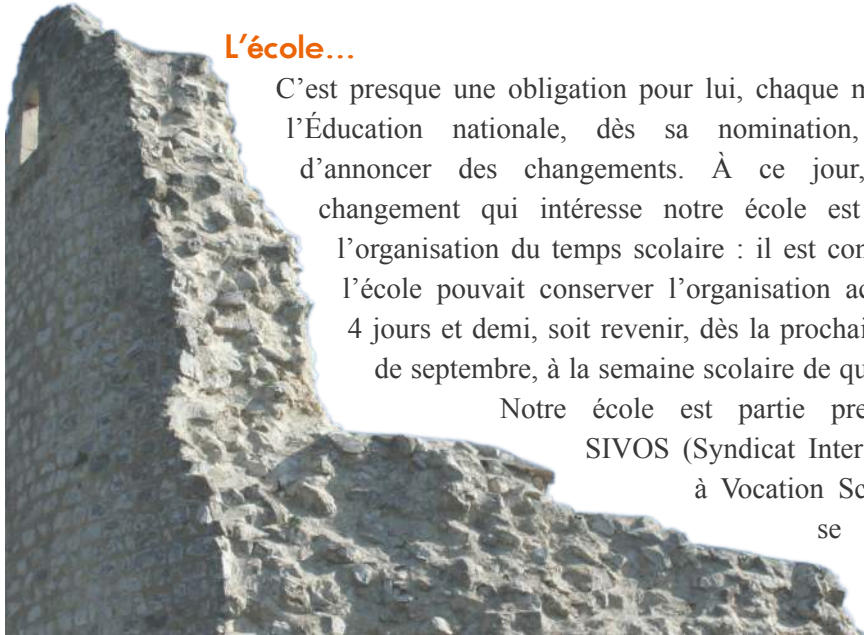 L'école…
C'est presque une obligation pour lui, chaque
l'Éducation nationale, dès sa nomination,
d'annoncer des changements. À ce jour,
changement qui intéresse notre école est
l'organisation du temps scolaire : il est
l'école pouvait conserver l'organisation
4 jours et demi, soit revenir, dès la
de septembre, à la semaine scolaire de
Notre école est partie
SIVOS (Syndicat
à Vocation
se